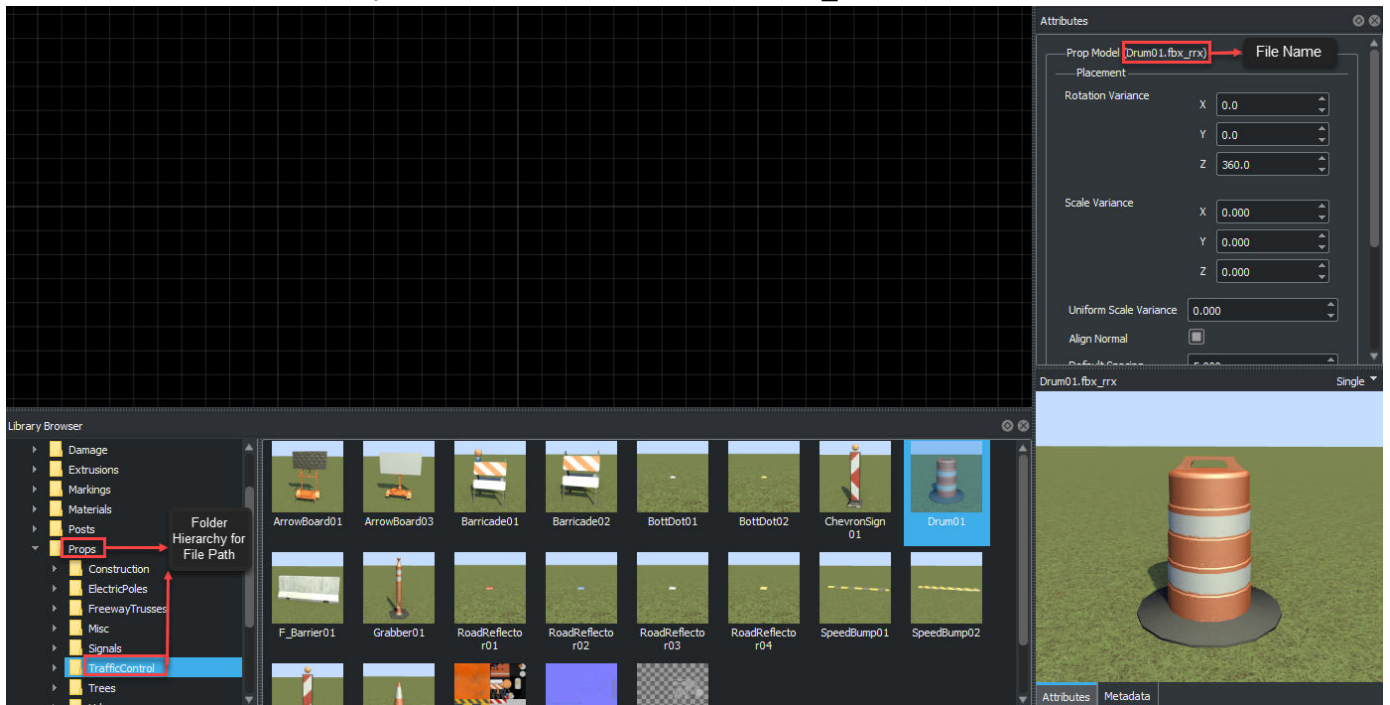 Attributes
Prop Model (Drum01.fbx_rrx)
File Name
Placement
Rotation Variance
X 0.0
Y 0.0
Z 360.0
Scale Variance
X 0.000
Y 0.000
Z 0.000
Uniform Scale Variance 0.000
Align Normal
Default Spacing 5.000
Drum01.fbx_rrx Single
Library Browser
Damage
Extrusions
Markings
Materials
Posts
Props
Construction
ElectricPoles
FreewayTrusses
Misc
Signals
TrafficControl
Trees
Folder
Hierarchy for
File Path
ArrowBoard01 ArrowBoard03 Barricade01 Barricade02 BottDot01 BottDot02 ChevronSign
01 Drum01
F_Barrier01 Grabber01 RoadReflecto
r01 RoadReflecto
r02 RoadReflecto
r03 RoadReflecto
r04 SpeedBump01 SpeedBump02
Attributes Metadata